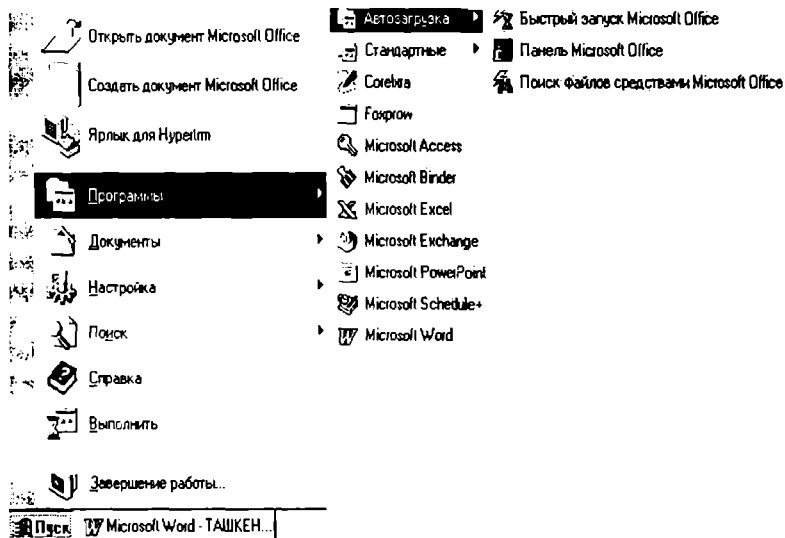 Открыть документ Microsoft Office
Создать документ Microsoft Office
Ярлык для Hypertrm
Программы
Документы
Настройка
Поиск
Справка
Выполнить
Завершение работы...
Пуск
Microsoft Word - ТАШКЕН...
Автозагрузка
Стандартные
Corelxra
Foxprow
Microsoft Access
Microsoft Binder
Microsoft Excel
Microsoft Exchange
Microsoft PowerPoint
Microsoft Schedule+
Microsoft Word
Быстрый запуск Microsoft Office
Панель Microsoft Office
Поиск файлов средствами Microsoft Office